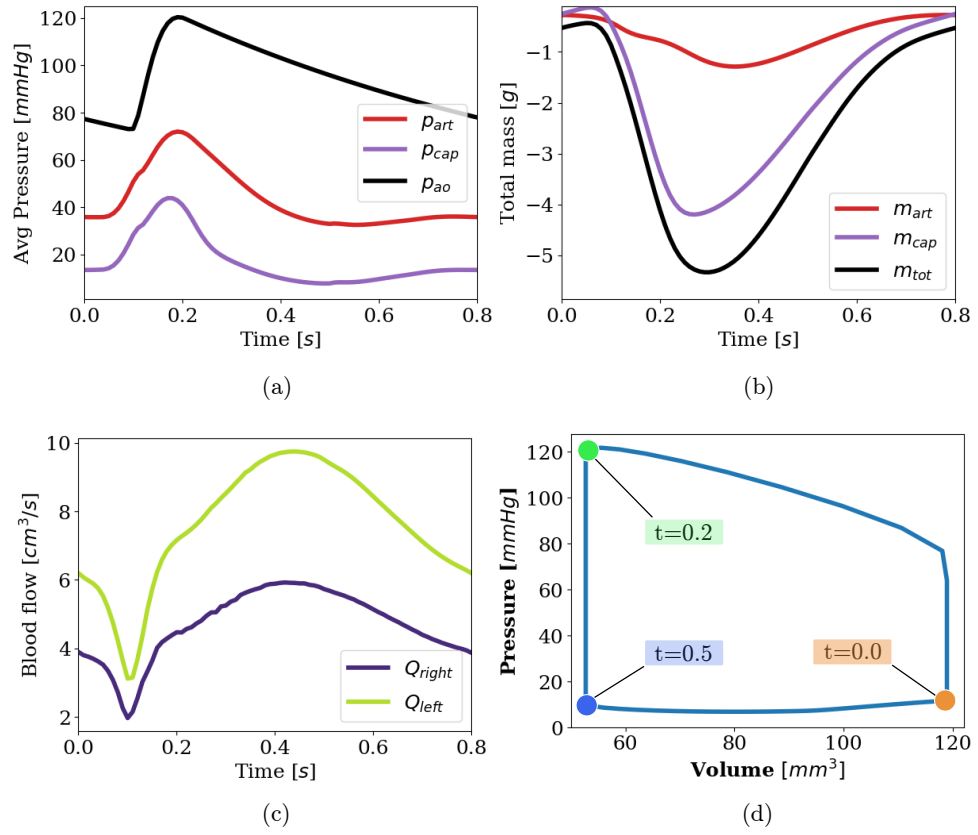 120
100
80
60
40
20
Avg Pressure [mmHg]
p_art
p_cap
p_ao
0.0 0.2 0.4 0.6 0.8
Time [s]
(a)
−1
−2
−3
−4
−5
Total mass [g]
m_art
m_cap
m_tot
0.0 0.2 0.4 0.6 0.8
Time [s]
(b)
10
8
6
4
2
Blood flow [cm³/s]
Q_right
Q_left
0.0 0.2 0.4 0.6 0.8
Time [s]
(c)
120
100
80
60
40
20
0
Pressure [mmHg]
t=0.2
t=0.5
t=0.0
60 80 100 120
Volume [mm³]
(d)